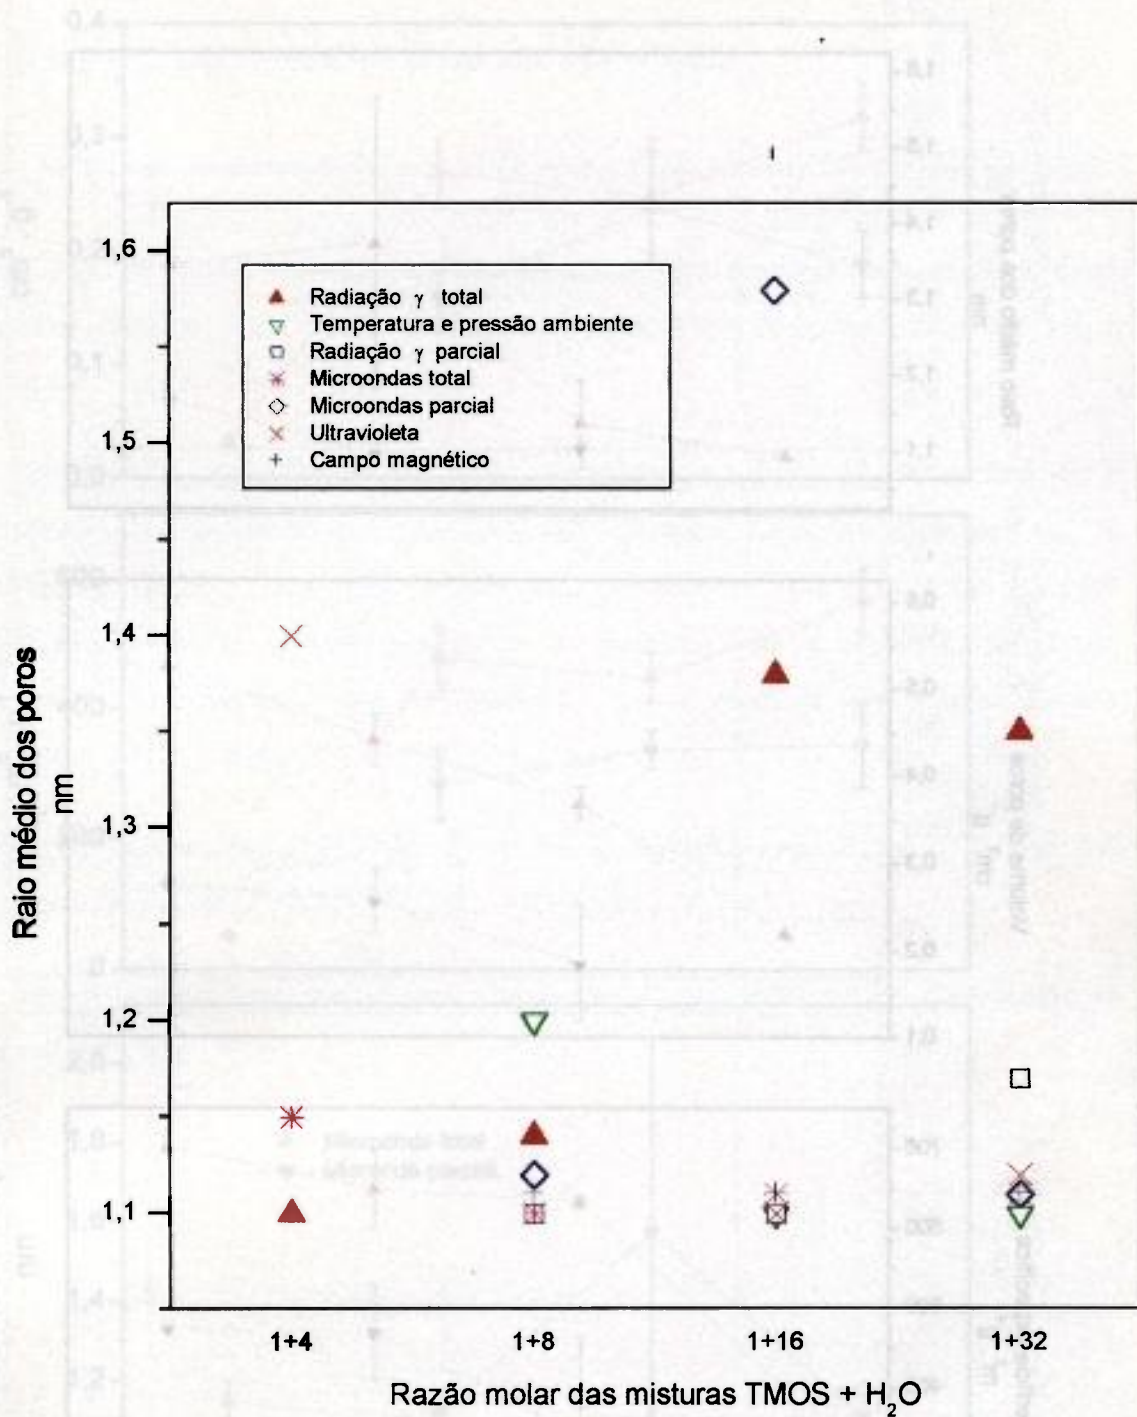 1,6
1,5
1,4
1,3
1,2
1,1
Raio médio dos poros
nm
Radiação γ total
Temperatura e pressão ambiente
Radiação γ parcial
Microondas total
Microondas parcial
Ultravioleta
Campo magnético
1+4
1+8
1+16
1+32
Razão molar das misturas TMOS + H₂O